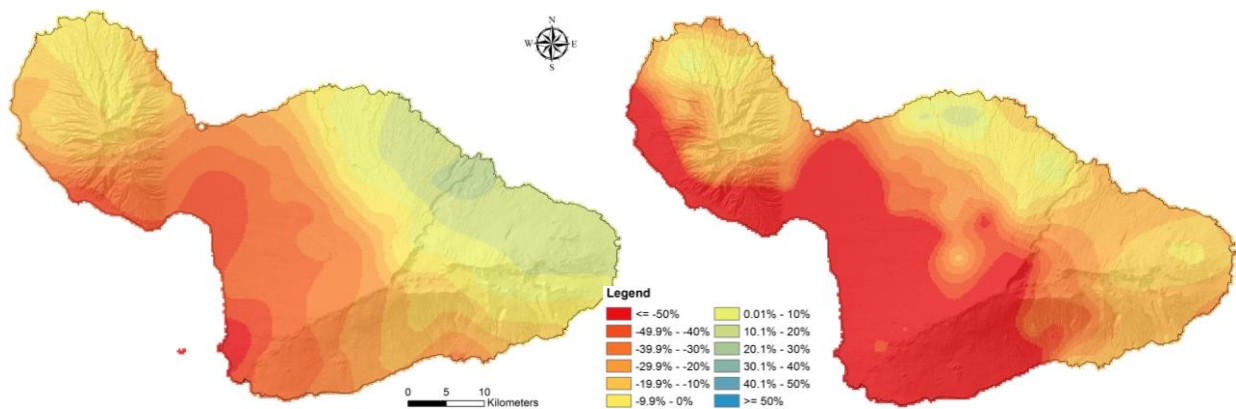 N
W E
S
Legend
<= -50%
-49.9% - -40%
-39.9% - -30%
-29.9% - -20%
-19.9% - -10%
-9.9% - 0%
0.01% - 10%
10.1% - 20%
20.1% - 30%
30.1% - 40%
40.1% - 50%
>= 50%
0 5 10
Kilometers